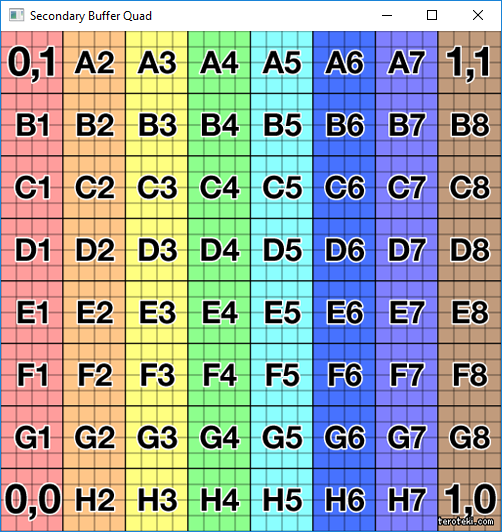 Secondary Buffer Quad
0,1 A2 A3 A4 A5 A6 A7 1,1
B1 B2 B3 B4 B5 B6 B7 B8
C1 C2 C3 C4 C5 C6 C7 C8
D1 D2 D3 D4 D5 D6 D7 D8
E1 E2 E3 E4 E5 E6 E7 E8
F1 F2 F3 F4 F5 F6 F7 F8
G1 G2 G3 G4 G5 G6 G7 G8
0,0 H2 H3 H4 H5 H6 H7 1,0
teroteki.com